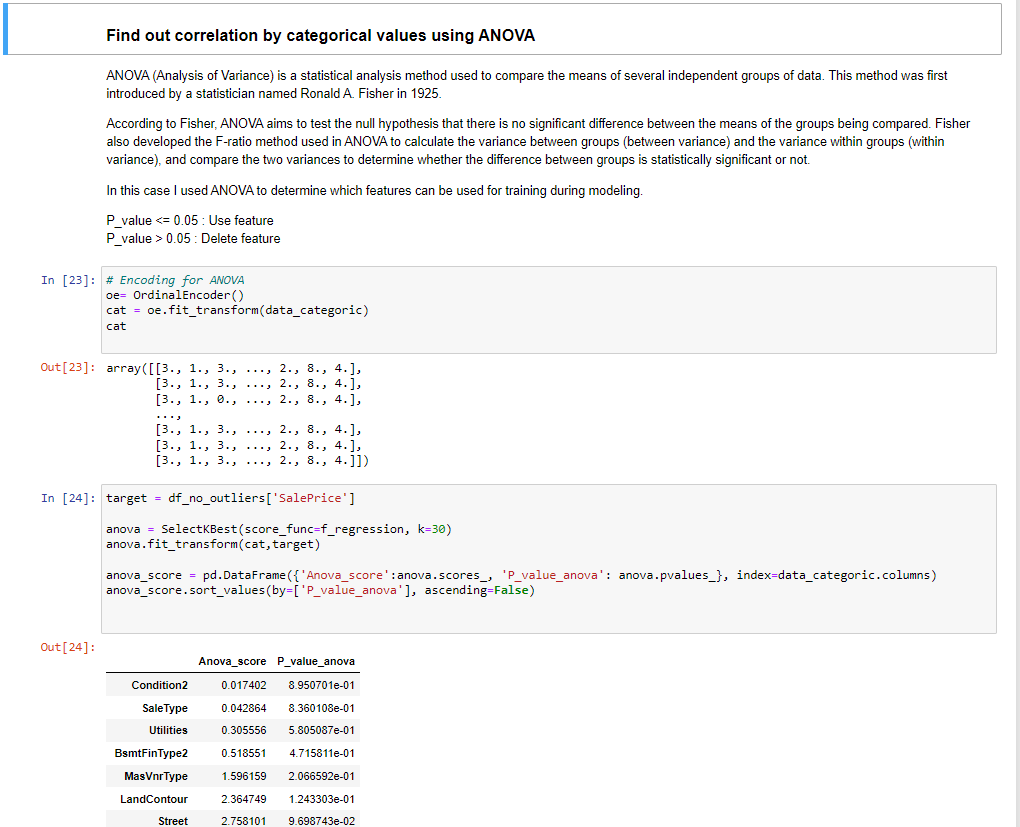 Find out correlation by categorical values using ANOVA
ANOVA (Analysis of Variance) is a statistical analysis method used to compare the means of several independent groups of data. This method was first
introduced by a statistician named Ronald A. Fisher in 1925.
According to Fisher, ANOVA aims to test the null hypothesis that there is no significant difference between the means of the groups being compared. Fisher
also developed the F-ratio method used in ANOVA to calculate the variance between groups (between variance) and the variance within groups (within
variance), and compare the two variances to determine whether the difference between groups is statistically significant or not.
In this case I used ANOVA to determine which features can be used for training during modeling.
P_value <= 0.05 : Use feature
P_value > 0.05 : Delete feature
In [23]: # Encoding for ANOVA
oe= OrdinalEncoder()
cat = oe.fit_transform(data_categoric)
cat
Out[23]: array([[3., 1., 3., ..., 2., 8., 4.],
[3., 1., 3., ..., 2., 8., 4.],
[3., 1., 0., ..., 2., 8., 4.],
...,
[3., 1., 3., ..., 2., 8., 4.],
[3., 1., 3., ..., 2., 8., 4.],
[3., 1., 3., ..., 2., 8., 4.]])
In [24]: target = df_no_outliers['SalePrice']
anova = SelectKBest(score_func=f_regression, k=30)
anova.fit_transform(cat,target)
anova_score = pd.DataFrame({'Anova_score':anova.scores_, 'P_value_anova': anova.pvalues_}, index=data_categoric.columns)
anova_score.sort_values(by=['P_value_anova'], ascending=False)
Out[24]:
Anova_score P_value_anova
Condition2 0.017402 8.950701e-01
SaleType 0.042864 8.360108e-01
Utilities 0.305556 5.805087e-01
BsmtFinType2 0.518551 4.715811e-01
MasVnrType 1.596159 2.066592e-01
LandContour 2.364749 1.243303e-01
Street 2.758101 9.698743e-02